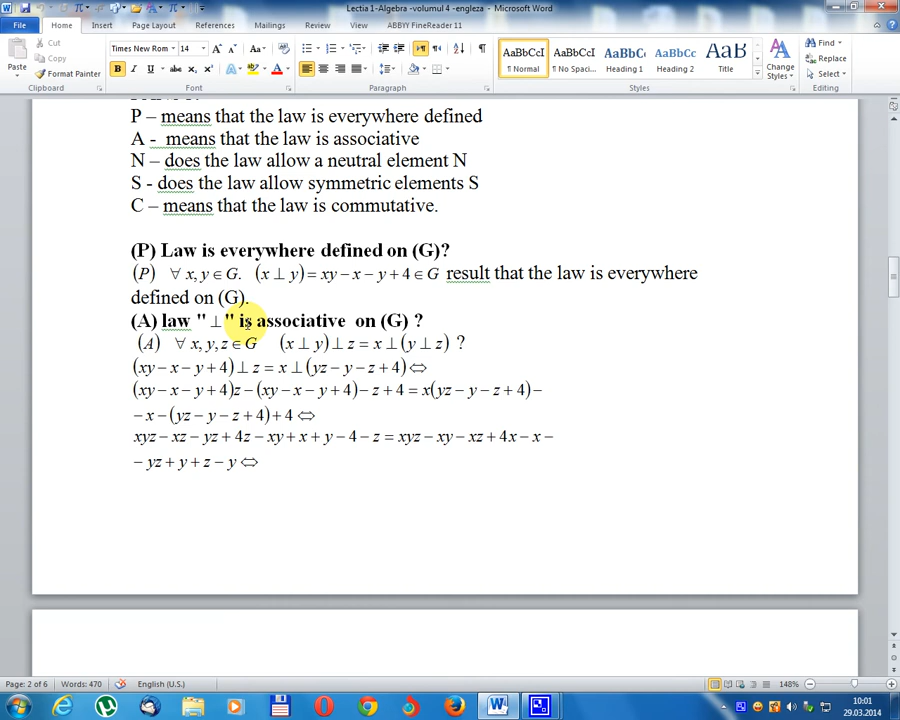 Lectia 1-Algebra -volumul 4 -engleza - Microsoft Word
File Home Insert Page Layout References Mailings Review View ABBYY FineReader 11
Cut
Copy
Format Painter
Paste
Clipboard
Times New Rom 14
Font
Paragraph
AaBbCcI AaBbCcI AaBbC AaBbCc AaB
¶ Normal ¶ No Spaci... Heading 1 Heading 2 Title
Change Styles
Styles
Find
Replace
Select
Editing
P – means that the law is everywhere defined
A - means that the law is associative
N – does the law allow a neutral element N
S - does the law allow symmetric elements S
C – means that the law is commutative.
(P) Law is everywhere defined on (G)?
(P) ∀ x, y ∈ G. (x ⊥ y) = xy − x − y + 4 ∈ G result that the law is everywhere
defined on (G).
(A) law "⊥" is associative on (G) ?
(A) ∀ x, y, z ∈ G (x ⊥ y) ⊥ z = x ⊥ (y ⊥ z) ?
(xy − x − y + 4) ⊥ z = x ⊥ (yz − y − z + 4) ⇔
(xy − x − y + 4)z − (xy − x − y + 4) − z + 4 = x(yz − y − z + 4) −
− x − (yz − y − z + 4) + 4 ⇔
xyz − xz − yz + 4z − xy + x + y − 4 − z = xyz − xy − xz + 4x − x −
− yz + y + z − y ⇔
Page: 2 of 6 Words: 470 English (U.S.) 148%
10:01
29.03.2014